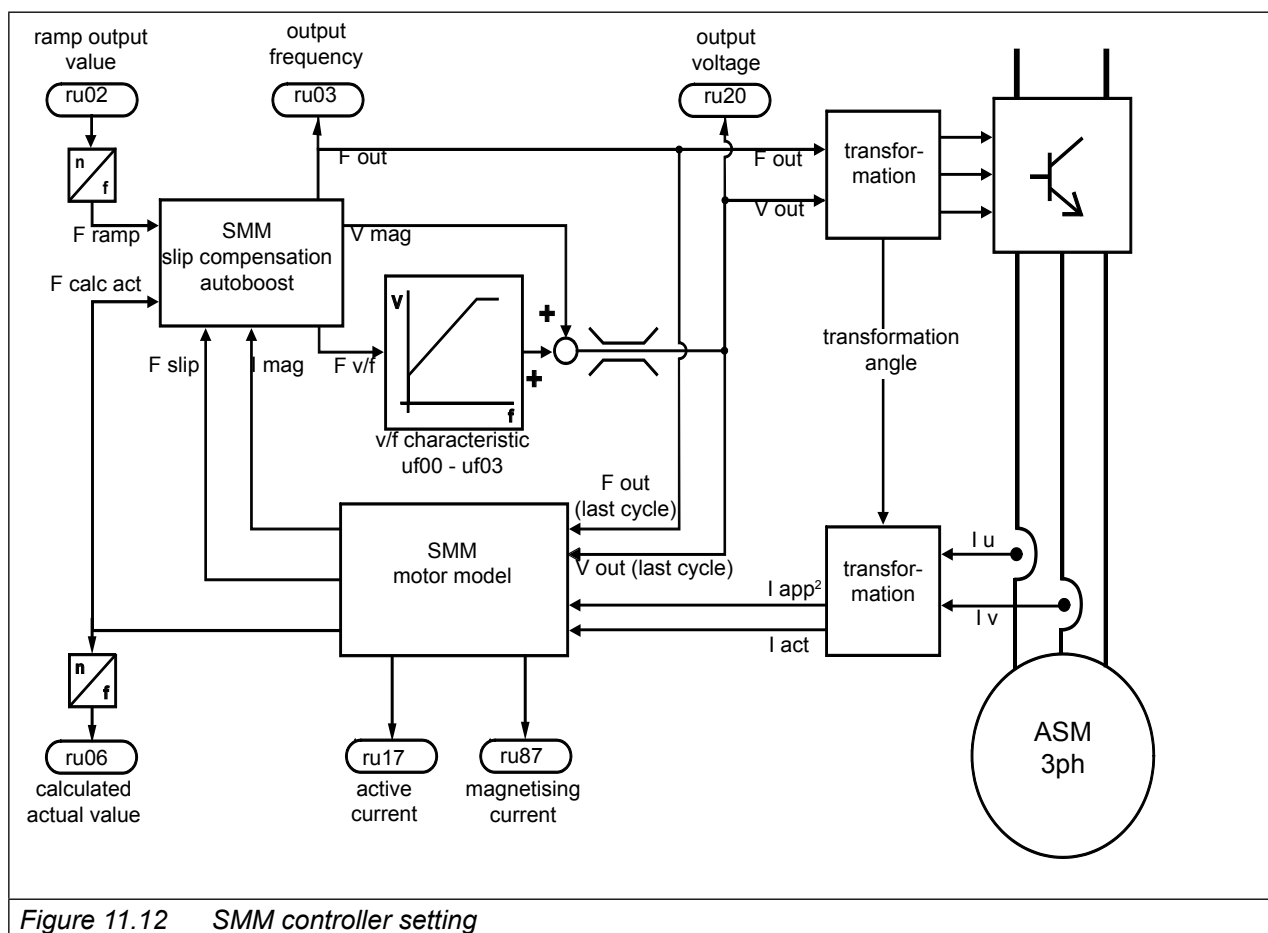 ramp output
value
ru02
output
frequency
ru03
output
voltage
ru20
n
f
F out
F out
transfor-
mation
V out
F ramp
SMM
slip compensation
autoboost
V mag
F calc act
V
f
+
+
F slip
I mag
F v/f
v/f characteristic
uf00 - uf03
transformation
angle
F out
(last cycle)
V out (last cycle)
SMM
motor model
I app²
I act
transfor-
mation
I u
I v
n
f
ru06
calculated
actual value
ru17
active
current
ru87
magnetising
current
ASM
3ph
Figure 11.12 SMM controller setting